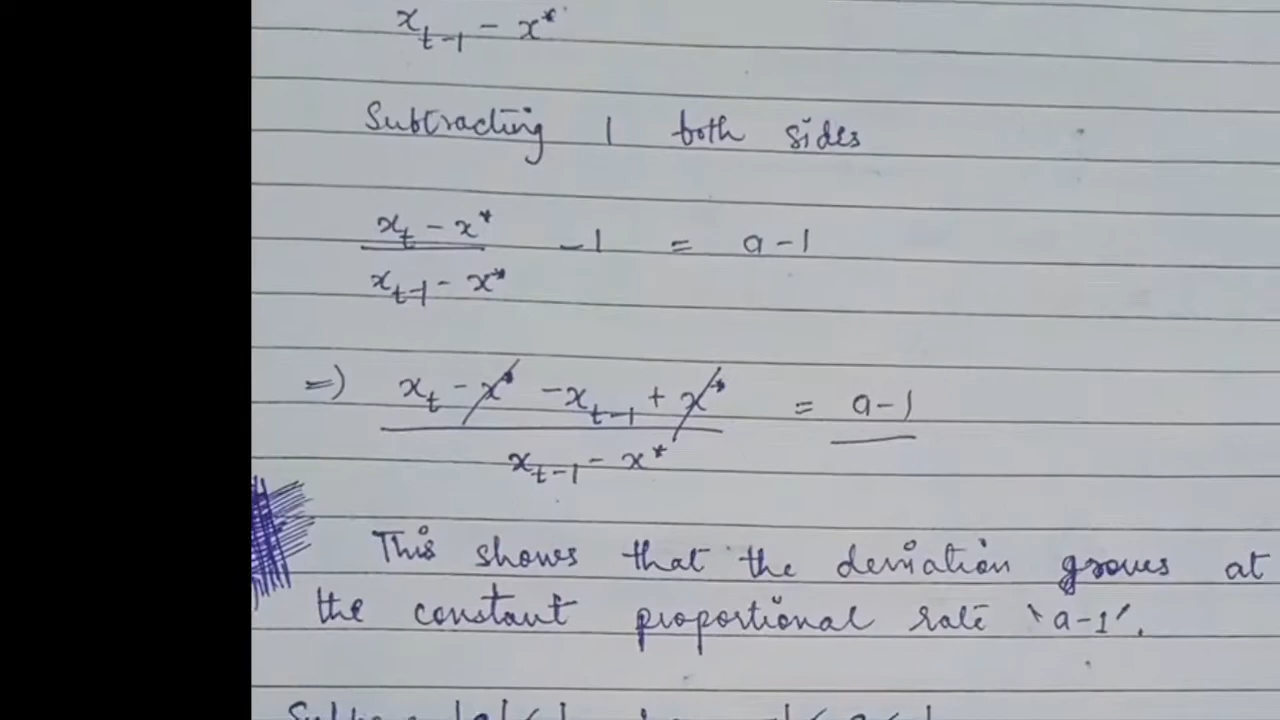 x_{t-1} - x*
Subtracting 1 both sides
x_t - x*
-1 = a-1
x_{t-1} - x*
=) x_t - x* - x_{t-1} + x* = a-1
x_{t-1} - x*
This shows that the deviation grows at
the constant proportional rate 'a-1'.